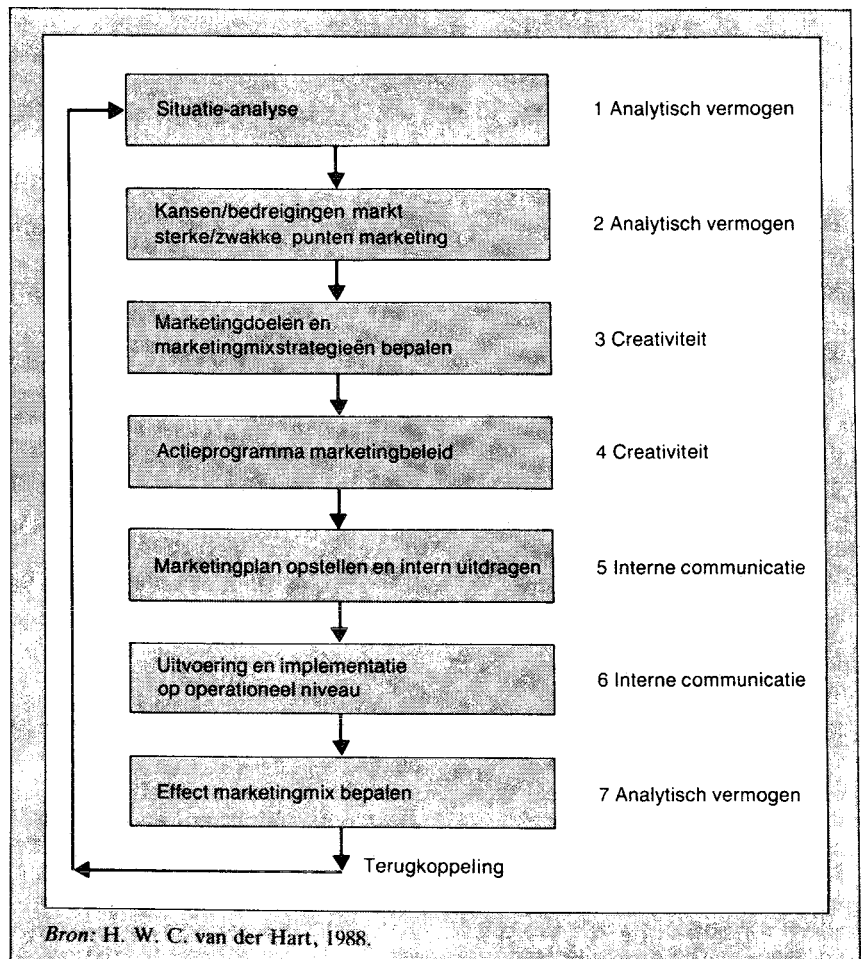 Situatie-analyse
1 Analytisch vermogen
Kansen/bedreigingen markt
sterke/zwakke punten marketing
2 Analytisch vermogen
Marketingdoelen en
marketingmixstrategieën bepalen
3 Creativiteit
Actieprogramma marketingbeleid
4 Creativiteit
Marketingplan opstellen en intern uitdragen
5 Interne communicatie
Uitvoering en implementatie
op operationeel niveau
6 Interne communicatie
Effect marketingmix bepalen
7 Analytisch vermogen
Terugkoppeling
Bron: H. W. C. van der Hart, 1988.